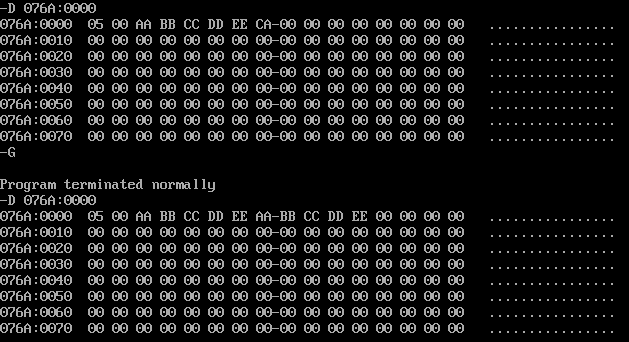 -D 076A:0000
076A:0000  05 00 AA BB CC DD EE CA-00 00 00 00 00 00 00 00   ................
076A:0010  00 00 00 00 00 00 00 00-00 00 00 00 00 00 00 00   ................
076A:0020  00 00 00 00 00 00 00 00-00 00 00 00 00 00 00 00   ................
076A:0030  00 00 00 00 00 00 00 00-00 00 00 00 00 00 00 00   ................
076A:0040  00 00 00 00 00 00 00 00-00 00 00 00 00 00 00 00   ................
076A:0050  00 00 00 00 00 00 00 00-00 00 00 00 00 00 00 00   ................
076A:0060  00 00 00 00 00 00 00 00-00 00 00 00 00 00 00 00   ................
076A:0070  00 00 00 00 00 00 00 00-00 00 00 00 00 00 00 00   ................
-G
Program terminated normally
-D 076A:0000
076A:0000  05 00 AA BB CC DD EE AA-BB CC DD EE 00 00 00 00   ................
076A:0010  00 00 00 00 00 00 00 00-00 00 00 00 00 00 00 00   ................
076A:0020  00 00 00 00 00 00 00 00-00 00 00 00 00 00 00 00   ................
076A:0030  00 00 00 00 00 00 00 00-00 00 00 00 00 00 00 00   ................
076A:0040  00 00 00 00 00 00 00 00-00 00 00 00 00 00 00 00   ................
076A:0050  00 00 00 00 00 00 00 00-00 00 00 00 00 00 00 00   ................
076A:0060  00 00 00 00 00 00 00 00-00 00 00 00 00 00 00 00   ................
076A:0070  00 00 00 00 00 00 00 00-00 00 00 00 00 00 00 00   ................